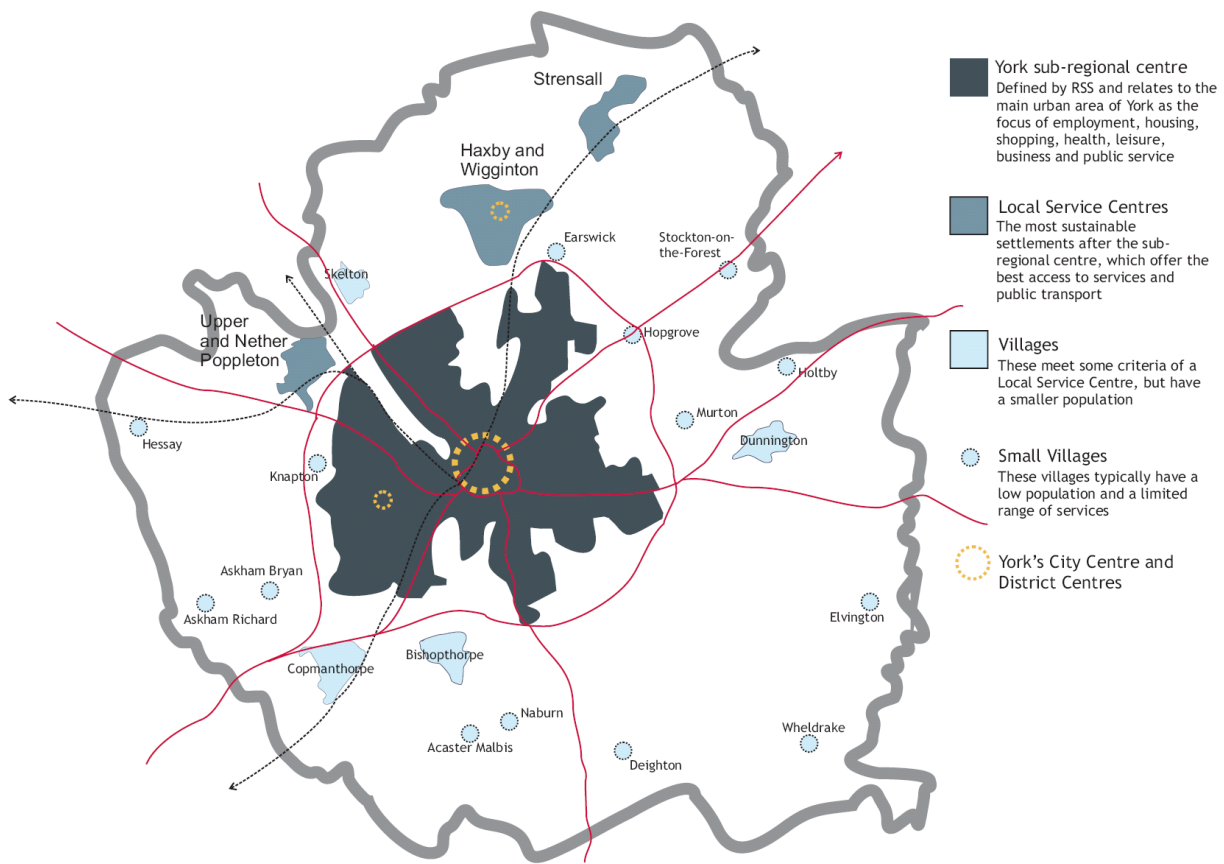 Strensall
Haxby and
Wigginton
Earswick
Stockton-on-
the-Forest
Skelton
Upper
and Nether
Poppleton
Hopgrove
Holtby
Murton
Dunnington
Hessay
Knapton
Askham Bryan
Askham Richard
Elvington
Copmanthorpe
Bishopthorpe
Naburn
Acaster Malbis
Deighton
Wheldrake
York sub-regional centre
Defined by RSS and relates to the
main urban area of York as the
focus of employment, housing,
shopping, health, leisure,
business and public service
Local Service Centres
The most sustainable
settlements after the sub-
regional centre, which offer the
best access to services and
public transport
Villages
These meet some criteria of a
Local Service Centre, but have
a smaller population
Small Villages
These villages typically have a
low population and a limited
range of services
York's City Centre and
District Centres